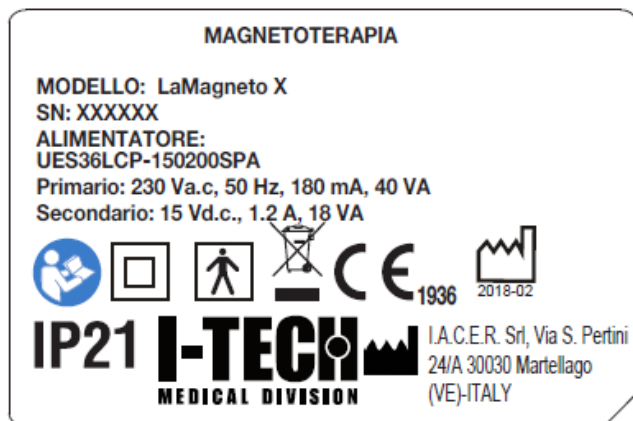 MAGNETOTERAPIA
MODELLO: LaMagneto X
SN: XXXXXX
ALIMENTATORE:
UES36LCP-150200SPA
Primario: 230 Va.c, 50 Hz, 180 mA, 40 VA
Secondario: 15 Vd.c., 1.2 A, 18 VA
CE 1936
2018-02
IP21
I-TECH
MEDICAL DIVISION
I.A.C.E.R. Srl, Via S. Pertini
24/A 30030 Martellago
(VE)-ITALY